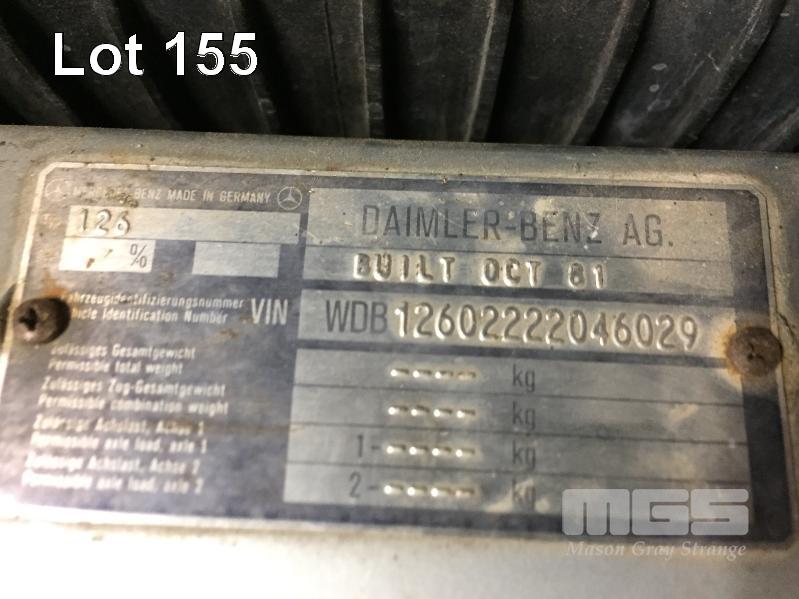 Lot 155
MERCEDES-BENZ MADE IN GERMANY
126
DAIMLER-BENZ AG.
%
BUILT OCT 81
Fahrzeugidentifizierungsnummer
Vehicle Identification Number VIN WDB12602222046029
Zulässiges Gesamtgewicht
Permissible total weight ---- kg
Zulässiges Zug-Gesamtgewicht
Permissible combination weight ---- kg
Zulässige Achslast, Achse 1
Permissible axle load, axle 1 1- ---- kg
Zulässige Achslast, Achse 2
Permissible axle load, axle 2 2- ---- kg
MGS
Mason Gray Strange